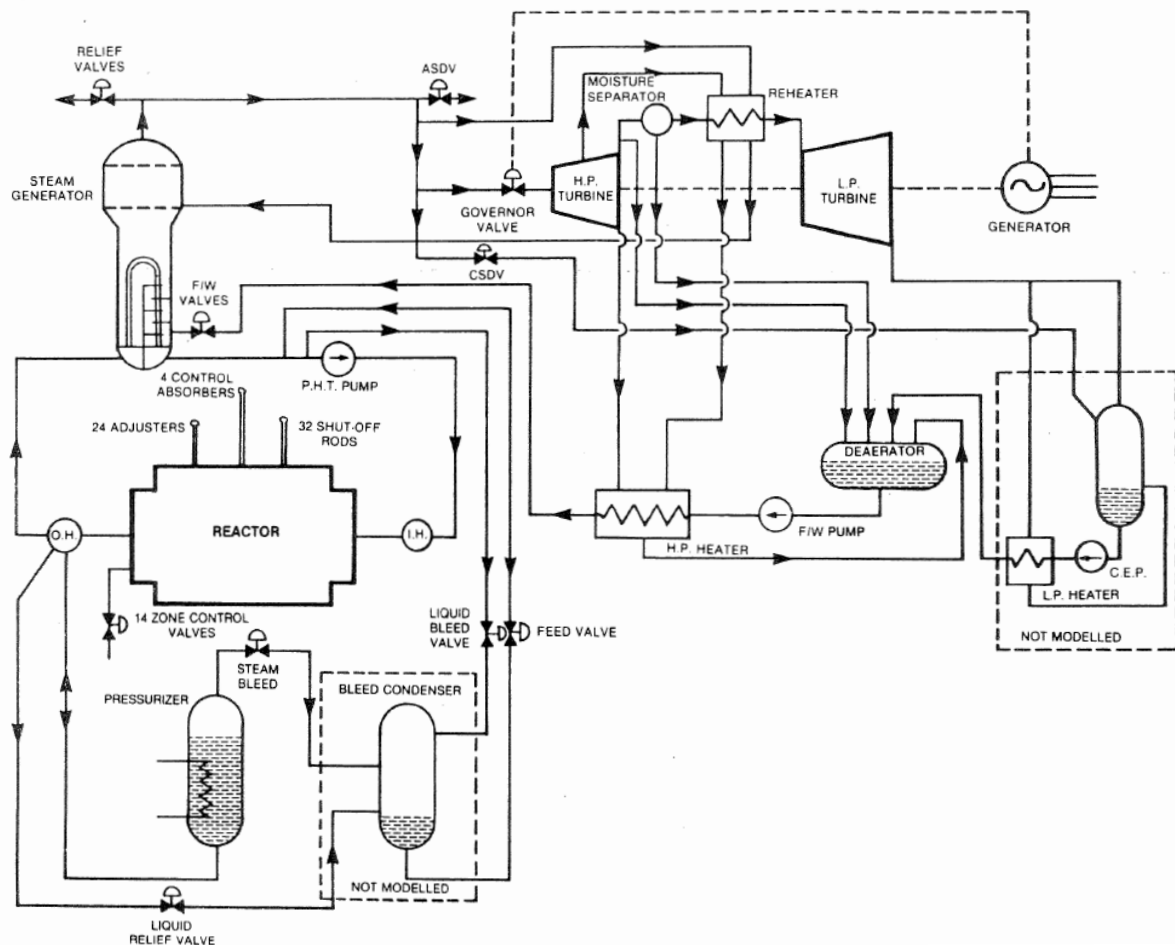 RELIEF
VALVES
ASDV
MOISTURE
SEPARATOR
REHEATER
STEAM
GENERATOR
H.P.
TURBINE
L.P.
TURBINE
GOVERNOR
VALVE
GENERATOR
CSDV
F/W
VALVES
P.H.T. PUMP
4 CONTROL
ABSORBERS
24 ADJUSTERS
32 SHUT-OFF
RODS
DEAERATOR
REACTOR
O.H.
I.H.
F/W PUMP
H.P. HEATER
C.E.P.
L.P. HEATER
NOT MODELLED
14 ZONE CONTROL
VALVES
LIQUID
BLEED
VALVE
FEED VALVE
STEAM
BLEED
PRESSURIZER
BLEED CONDENSER
NOT MODELLED
LIQUID
RELIEF VALVE